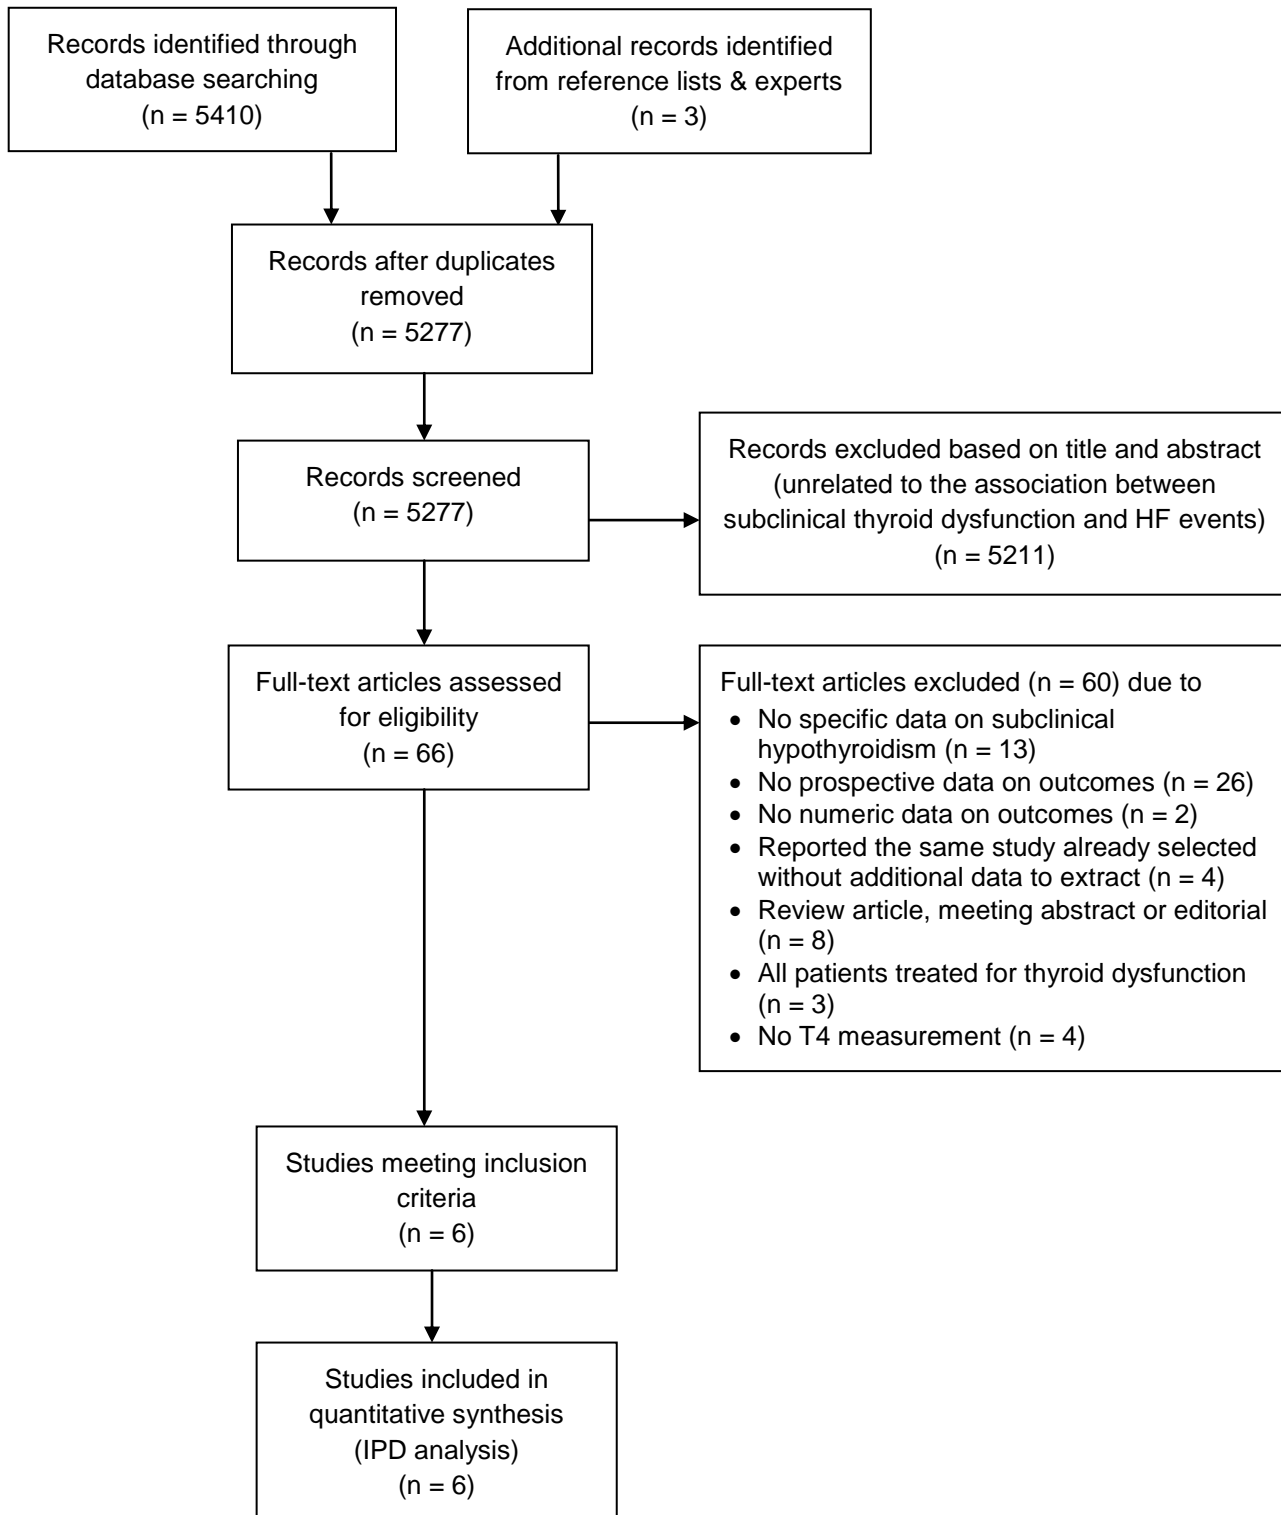 Records identified through
database searching
(n = 5410)
Additional records identified
from reference lists & experts
(n = 3)
Records after duplicates
removed
(n = 5277)
Records screened
(n = 5277)
Records excluded based on title and abstract
(unrelated to the association between
subclinical thyroid dysfunction and HF events)
(n = 5211)
Full-text articles assessed
for eligibility
(n = 66)
Full-text articles excluded (n = 60) due to
• No specific data on subclinical
hypothyroidism (n = 13)
• No prospective data on outcomes (n = 26)
• No numeric data on outcomes (n = 2)
• Reported the same study already selected
without additional data to extract (n = 4)
• Review article, meeting abstract or editorial
(n = 8)
• All patients treated for thyroid dysfunction
(n = 3)
• No T4 measurement (n = 4)
Studies meeting inclusion
criteria
(n = 6)
Studies included in
quantitative synthesis
(IPD analysis)
(n = 6)